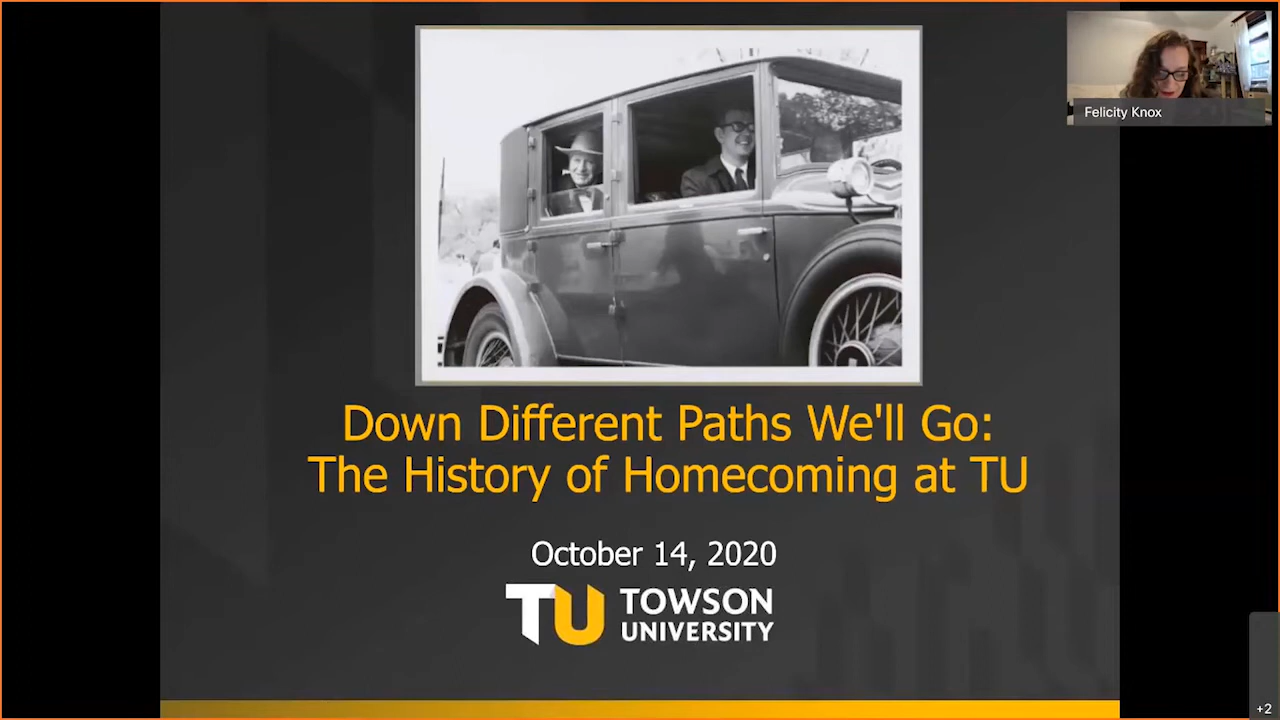 Felicity Knox
Down Different Paths We'll Go:
The History of Homecoming at TU
October 14, 2020
TU TOWSON
UNIVERSITY
+2